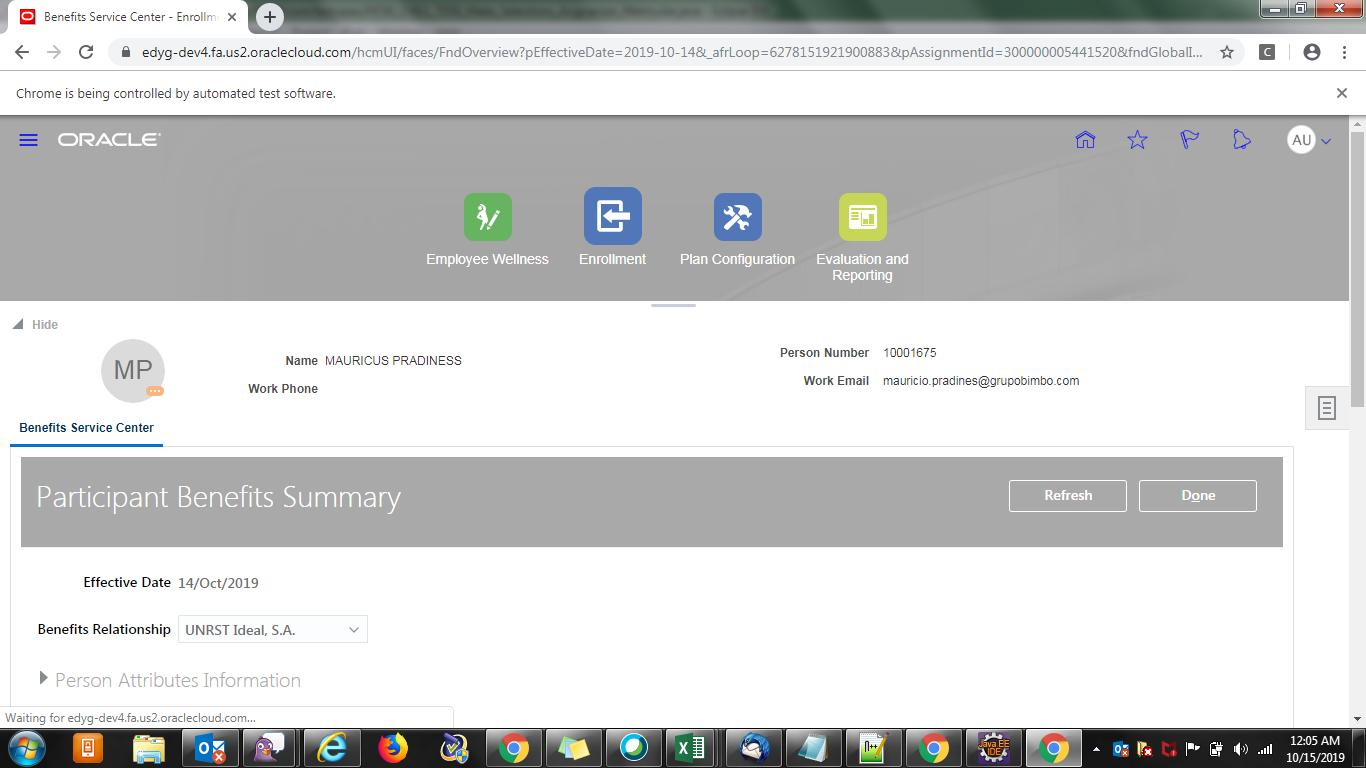 Benefits Service Center - Enrollm
edyg-dev4.fa.us2.oraclecloud.com/hcmUI/faces/FndOverview?pEffectiveDate=2019-10-14&_afrLoop=6278151921900883&pAssignmentId=300000005441520&fndGlobalI...
C
Chrome is being controlled by automated test software.
ORACLE
AU
Employee Wellness
Enrollment
Plan Configuration
Evaluation and
Reporting
Hide
MP
Name MAURICUS PRADINESS
Work Phone
Person Number 10001675
Work Email mauricio.pradines@grupobimbo.com
Benefits Service Center
Participant Benefits Summary
Refresh
Done
Effective Date 14/Oct/2019
Benefits Relationship UNRST Ideal, S.A.
Person Attributes Information
Waiting for edyg-dev4.fa.us2.oraclecloud.com...
Java EE
IDE
12:05 AM
10/15/2019